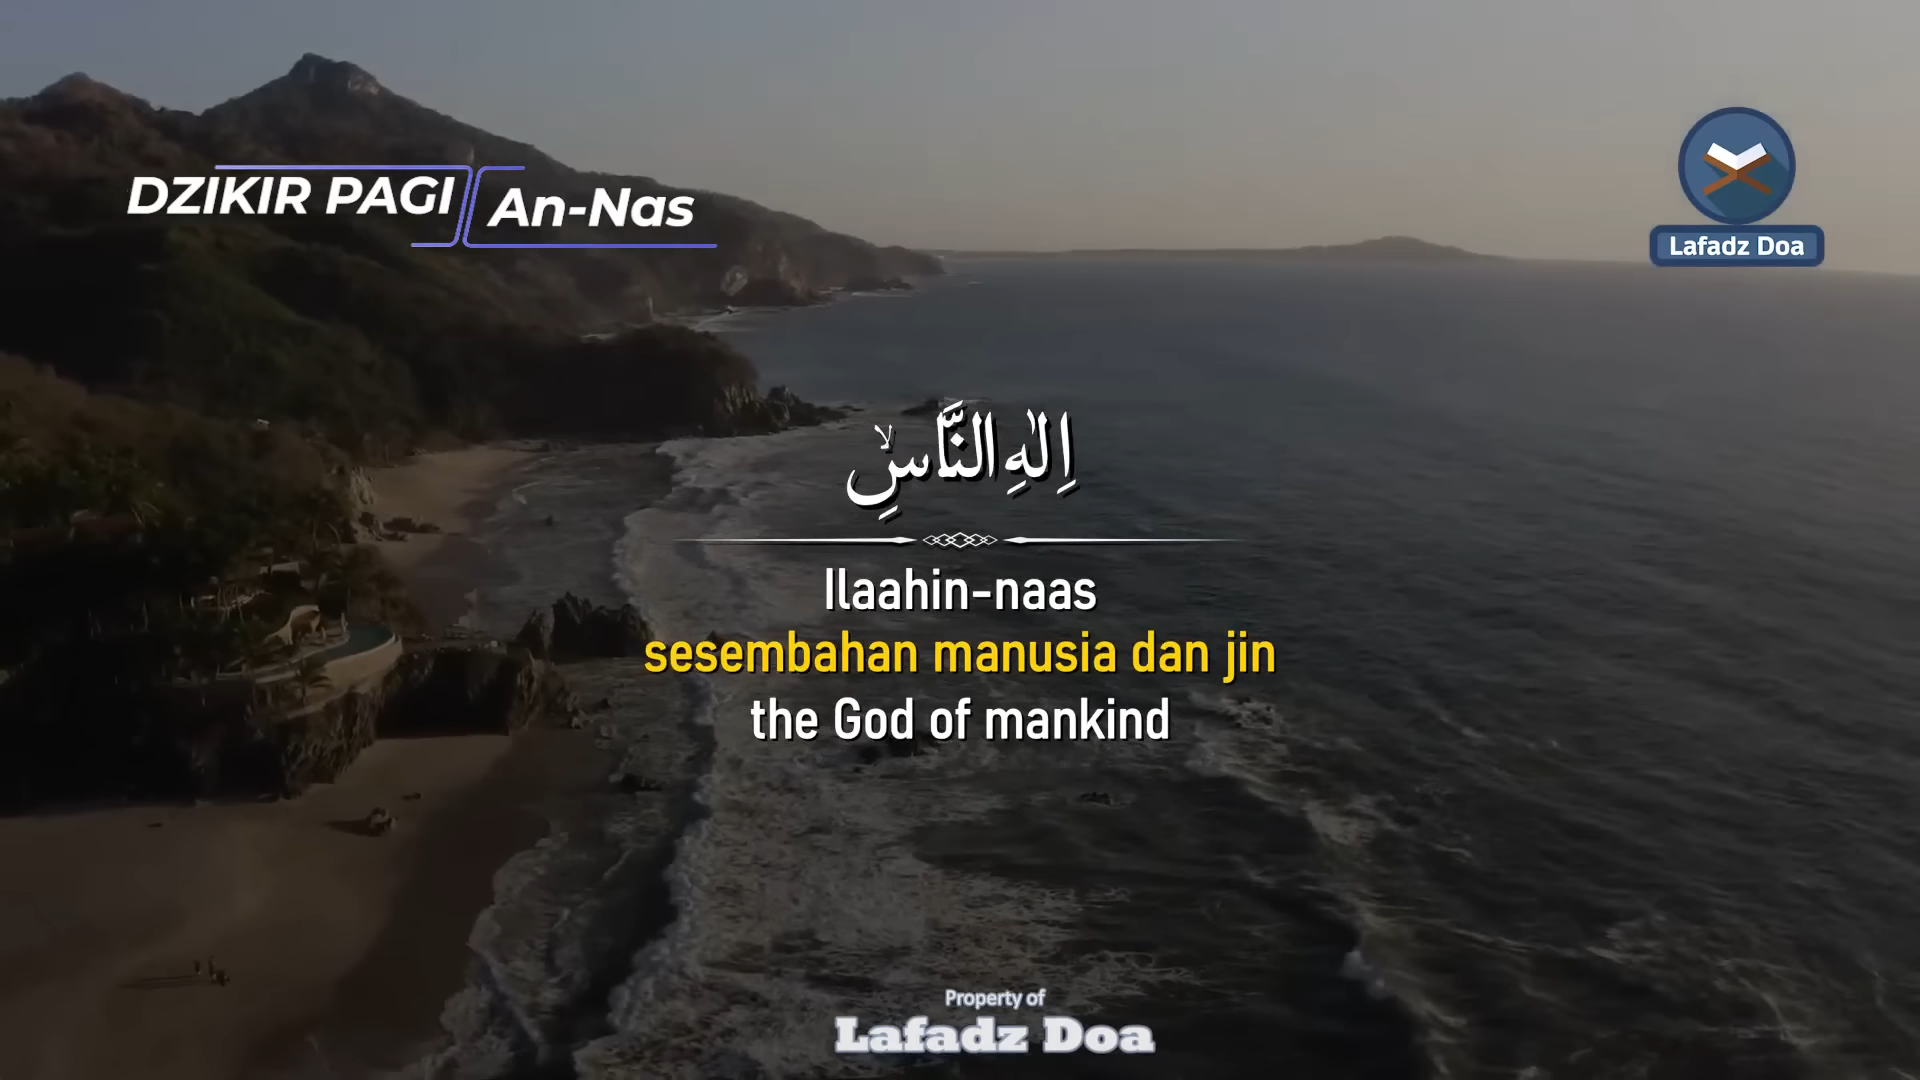 DZIKIR PAGI
An-Nas
Lafadz Doa
اِلٰهِ النَّاسِۙ
Ilaahin-naas
sesembahan manusia dan jin
the God of mankind
Property of
Lafadz Doa